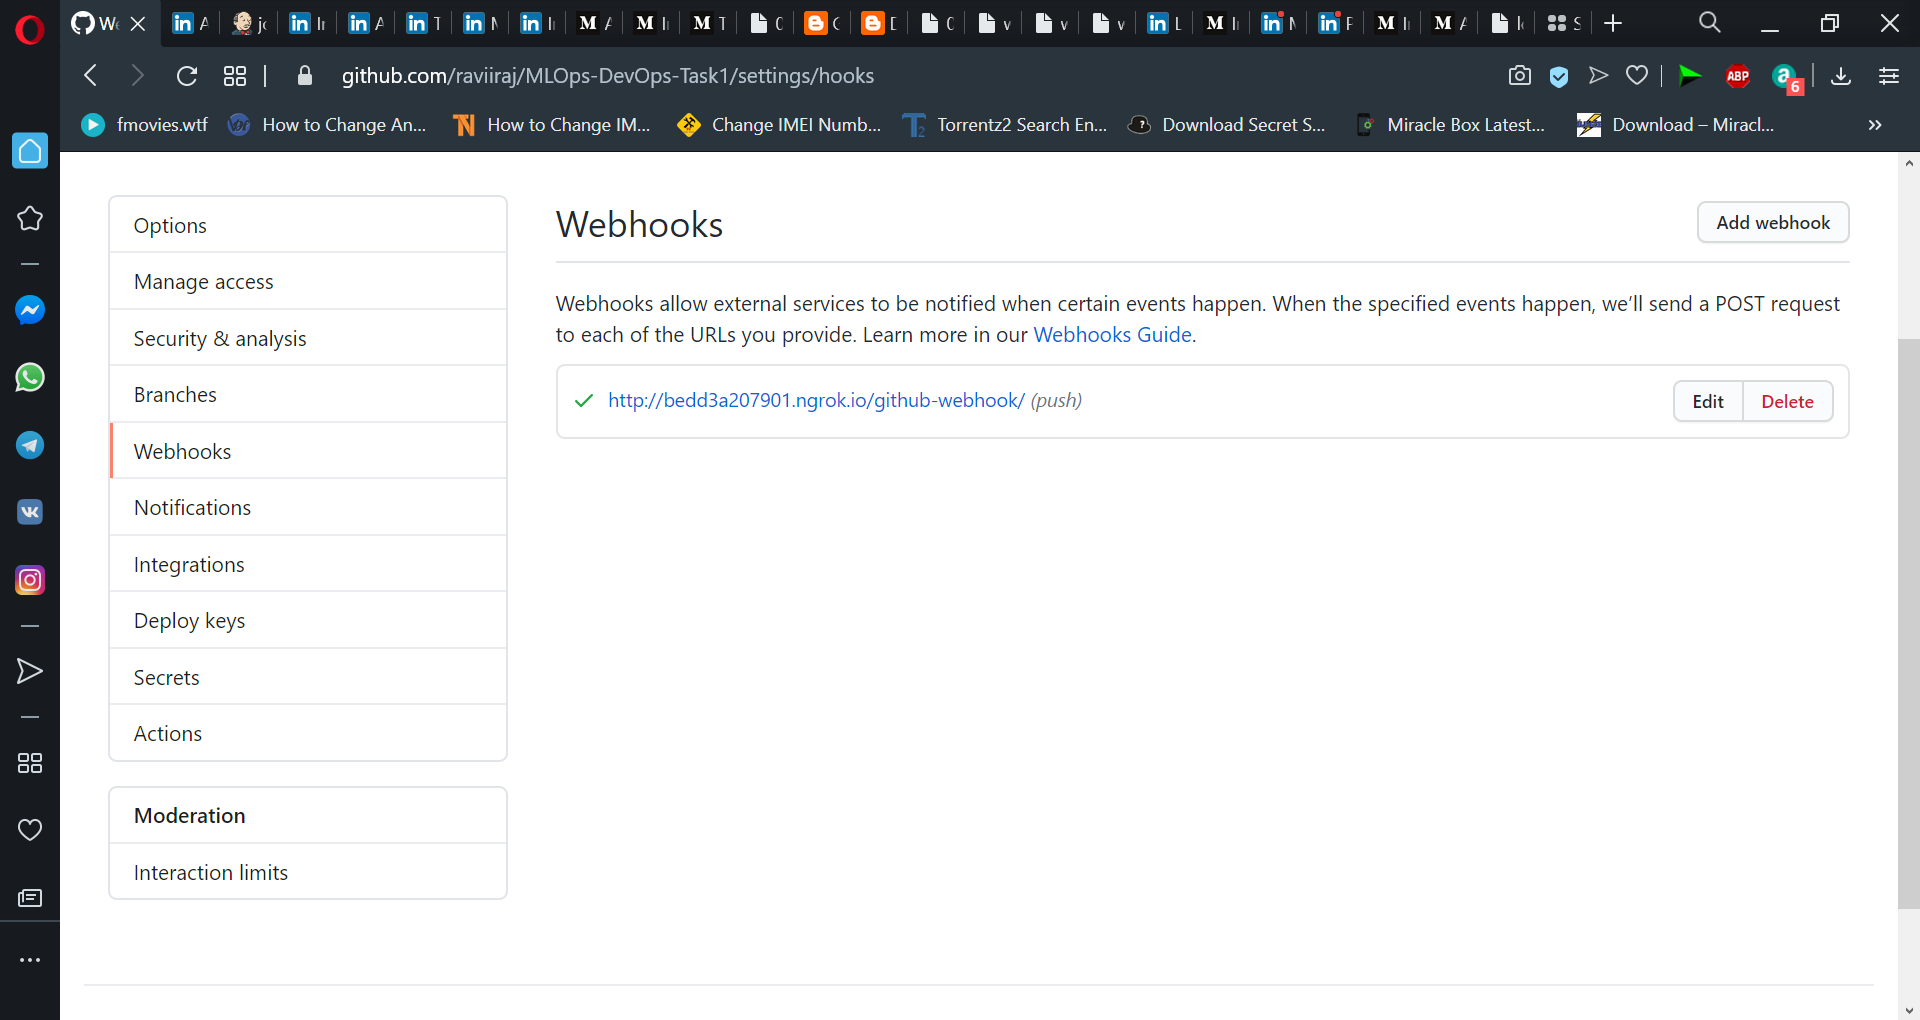 We
github.com/raviiraj/MLOps-DevOps-Task1/settings/hooks
ABP
6
fmovies.wtf
How to Change An...
How to Change IM...
Change IMEI Numb...
Torrentz2 Search En...
Download Secret S...
Miracle Box Latest...
Download – Miracl...
Options
Manage access
Security & analysis
Branches
Webhooks
Notifications
Integrations
Deploy keys
Secrets
Actions
Moderation
Interaction limits
Webhooks
Add webhook
Webhooks allow external services to be notified when certain events happen. When the specified events happen, we’ll send a POST request
to each of the URLs you provide. Learn more in our Webhooks Guide.
http://bedd3a207901.ngrok.io/github-webhook/ (push)
Edit
Delete